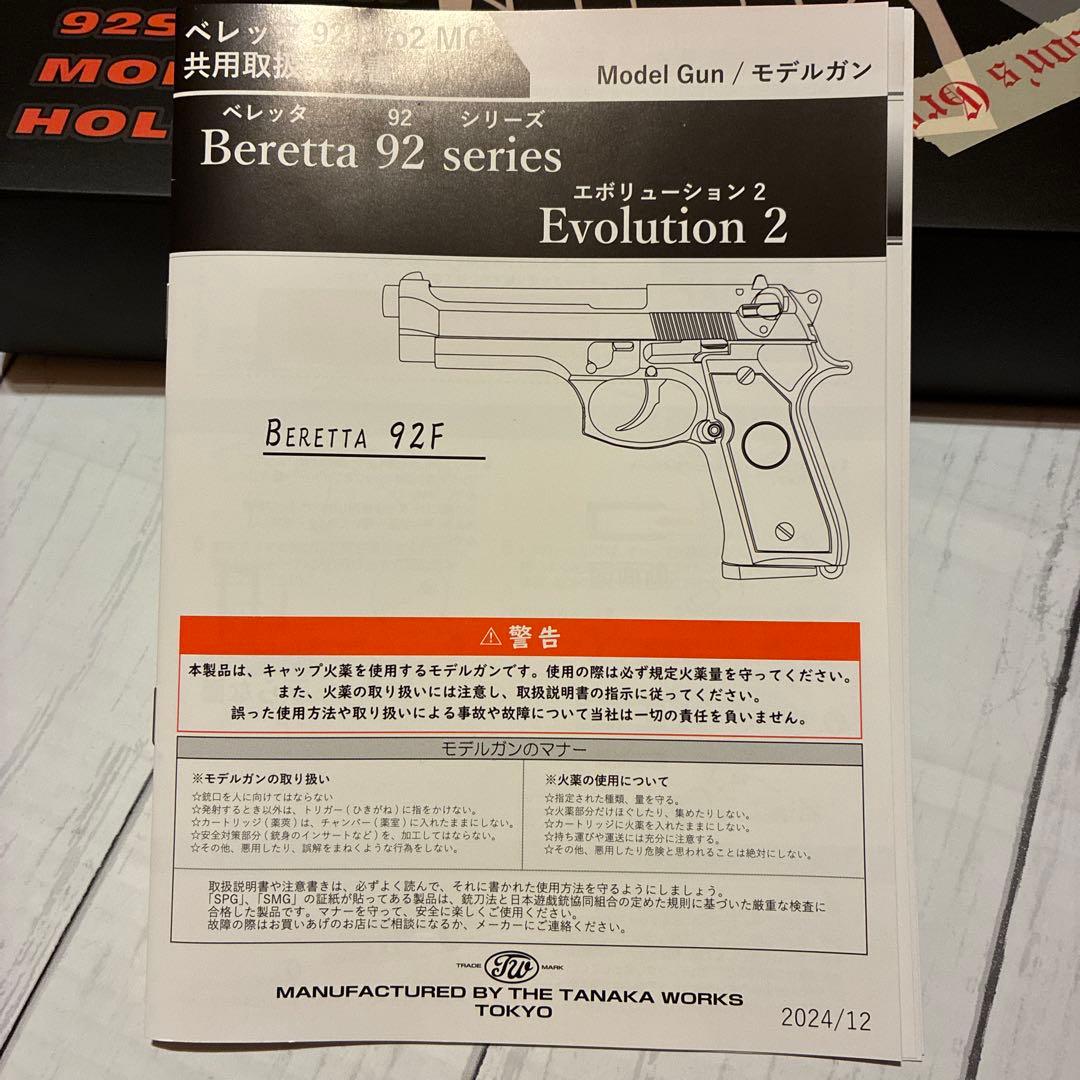 92S
MO
HOL
ベレッ 92 Evo2 MG
共用取扱
Model Gun / モデルガン
ベレッタ 92 シリーズ
Beretta 92 series
エボリューション 2
Evolution 2
BERETTA 92F
⚠ 警告
本製品は、キャップ火薬を使用するモデルガンです。使用の際は必ず規定火薬量を守ってください。
また、火薬の取り扱いには注意し、取扱説明書の指示に従ってください。
誤った使用方法や取り扱いによる事故や故障について当社は一切の責任を負いません。
モデルガンのマナー
※モデルガンの取り扱い
☆銃口を人に向けてはならない
☆発射するとき以外は、トリガー(ひきがね)に指をかけない。
☆カートリッジ(薬莢)は、チャンバー(薬室)に入れたままにしない。
☆安全対策部分(銃身のインサートなど)を、加工してはならない。
☆その他、悪用したり、誤解をまねくような行為をしない。
※火薬の使用について
☆指定された種類、量を守る。
☆火薬部分だけほぐしたり、集めたりしない。
☆カートリッジに火薬を入れたままにしない。
☆持ち運びや運送には充分に注意する。
☆その他、悪用したり危険と思われることは絶対にしない。
取扱説明書や注意書きは、必ずよく読んで、それに書かれた使用方法を守るようにしましょう。
「SPG」、「SMG」の証紙が貼ってある製品は、銃刀法と日本遊戯銃協同組合の定めた規則に基づいた厳重な検査に
合格した製品です。マナーを守って、安全に楽しくご使用ください。
故障の際はお買いあげのお店にご相談になるか、メーカーにご連絡ください。
TRADE TW MARK
MANUFACTURED BY THE TANAKA WORKS
TOKYO
2024/12